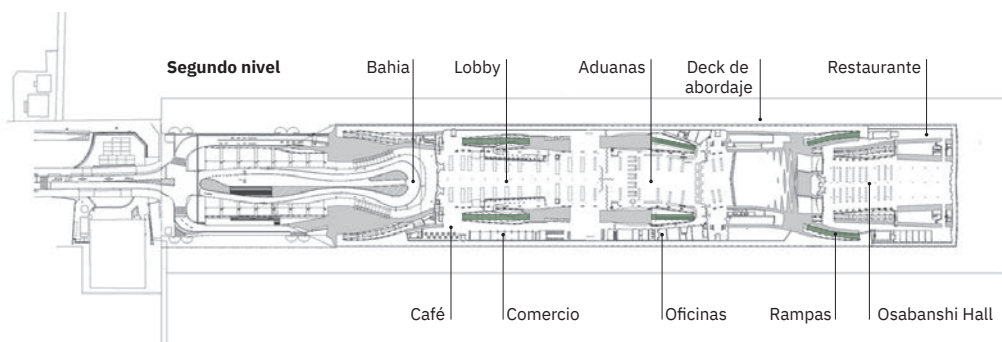 Segundo nivel
Bahia
Lobby
Aduanas
Deck de
abordaje
Restaurante
Café
Comercio
Oficinas
Rampas
Osabanshi Hall